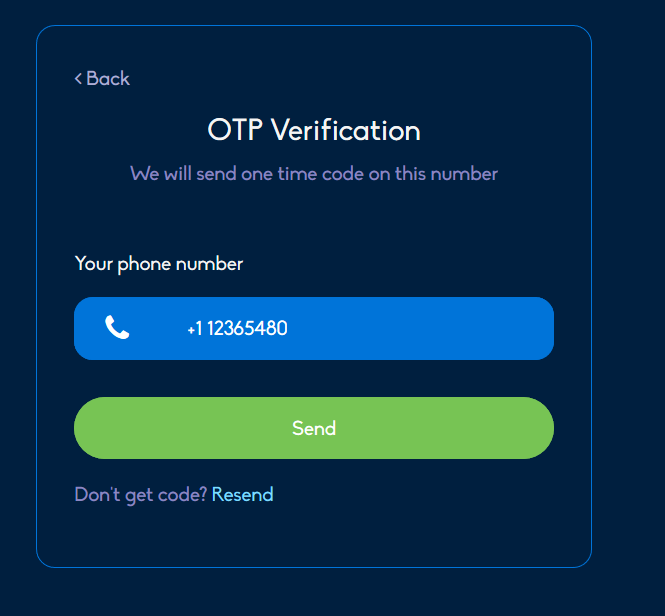 < Back
OTP Verification
We will send one time code on this number
Your phone number
+1 12365480
Send
Don't get code? Resend